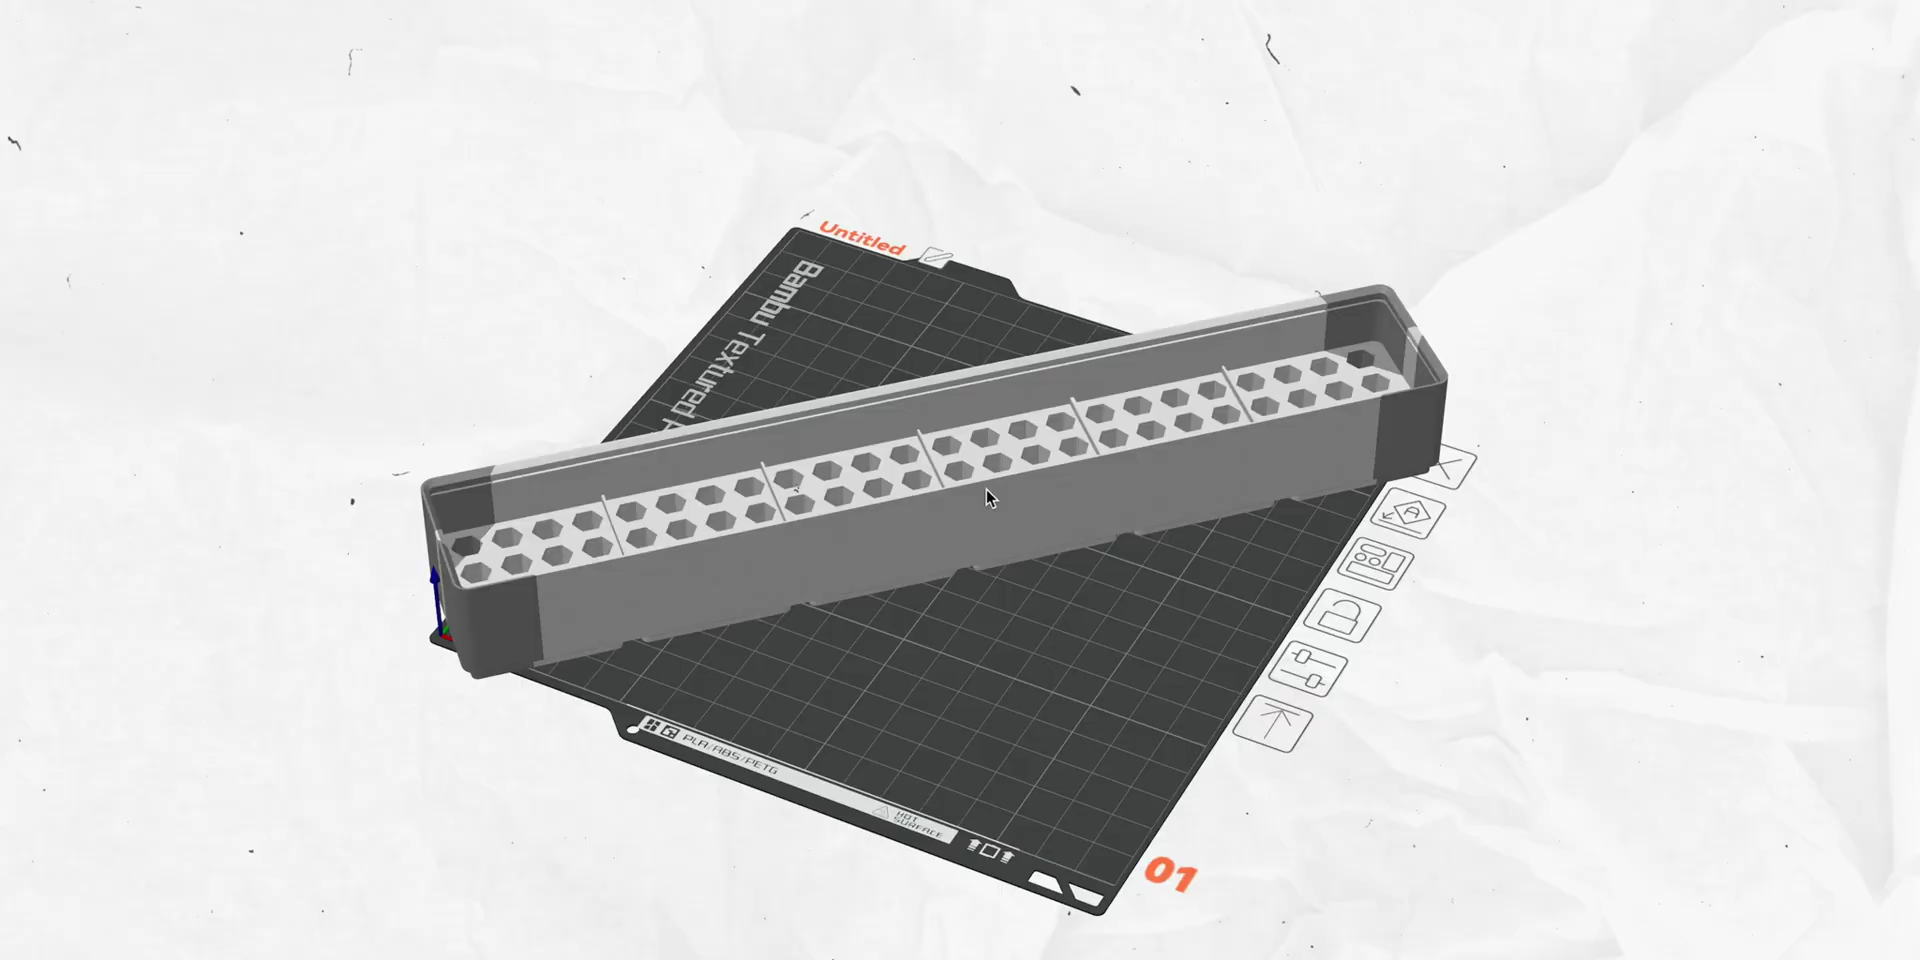 Untitled
Bambu Textured
PLA/ABS/PETG
HOT
SURFACE
A
01